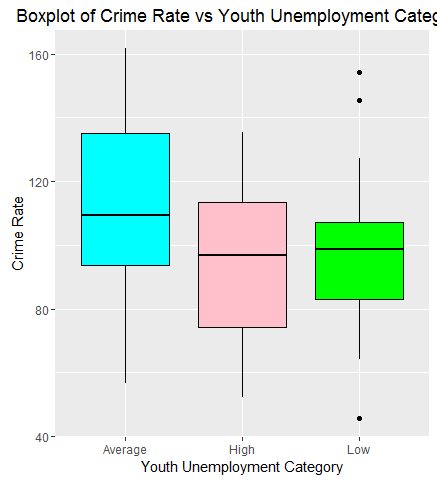 Boxplot of Crime Rate vs Youth Unemployment Categ
160
120
80
40
Crime Rate
Average High Low
Youth Unemployment Category